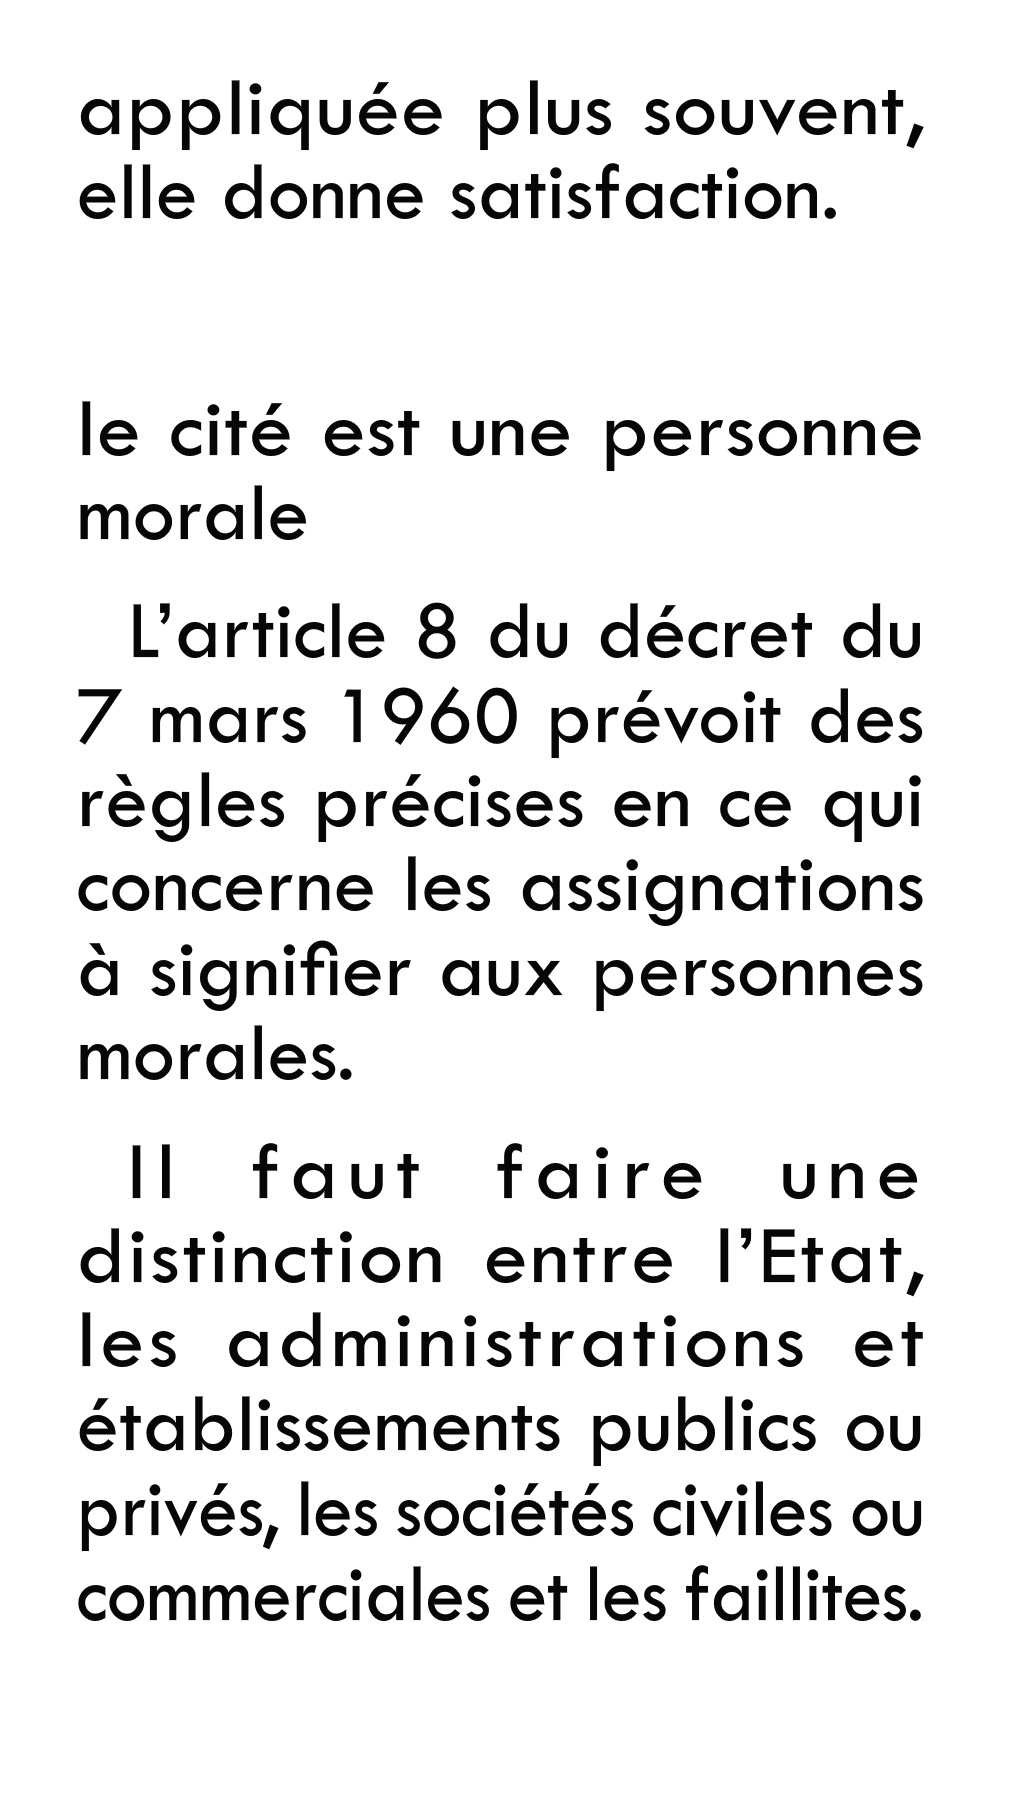 appliquée plus souvent,
elle donne satisfaction.
le cité est une personne
morale
L’article 8 du décret du
7 mars 1960 prévoit des
règles précises en ce qui
concerne les assignations
à signifier aux personnes
morales.
Il faut faire une
distinction entre l’Etat,
les administrations et
établissements publics ou
privés, les sociétés civiles ou
commerciales et les faillites.